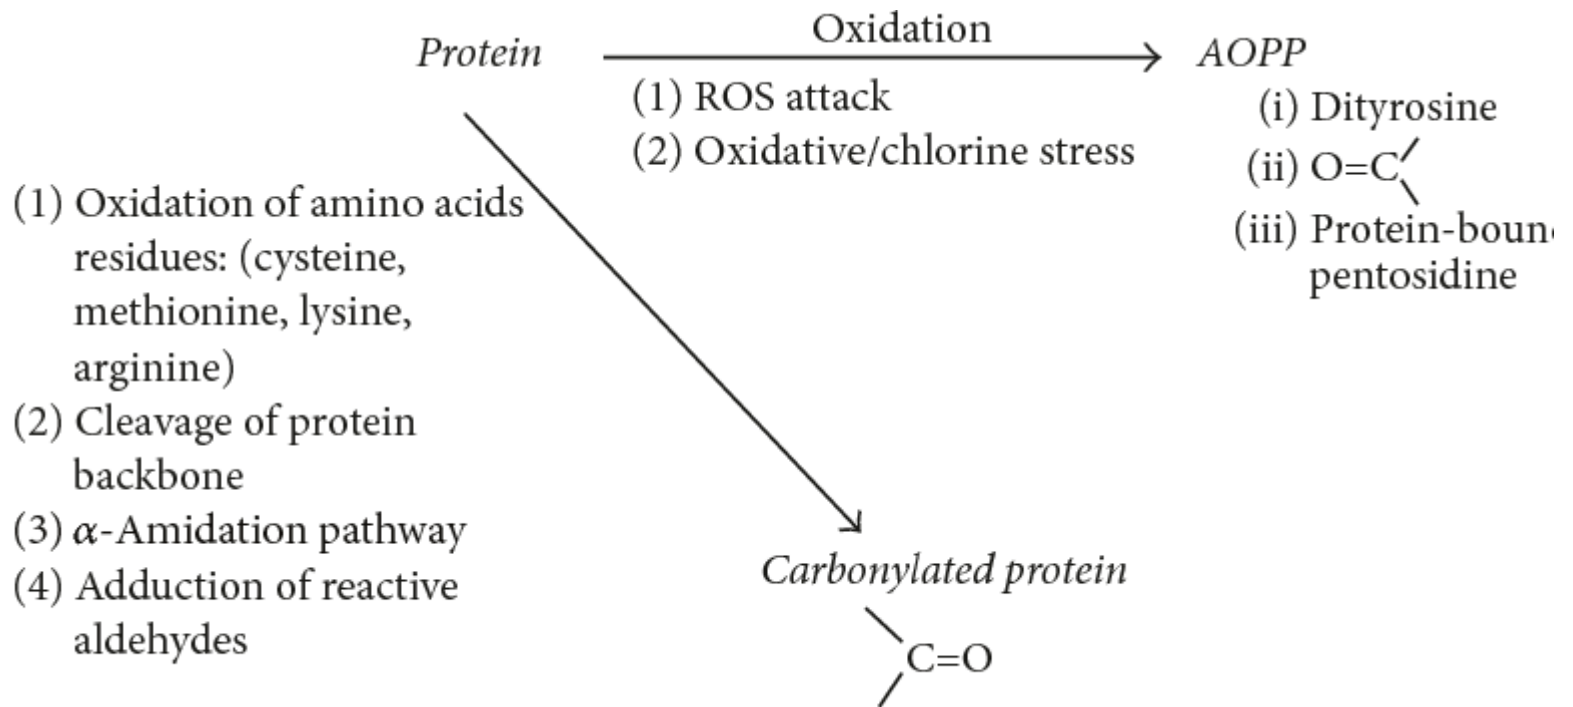 Oxidation
Protein
AOPP
(1) ROS attack
(2) Oxidative/chlorine stress
(i) Dityrosine
(ii) O=C
(iii) Protein-boun
pentosidine
(1) Oxidation of amino acids
residues: (cysteine,
methionine, lysine,
arginine)
(2) Cleavage of protein
backbone
(3) α-Amidation pathway
(4) Adduction of reactive
aldehydes
Carbonylated protein
C=O